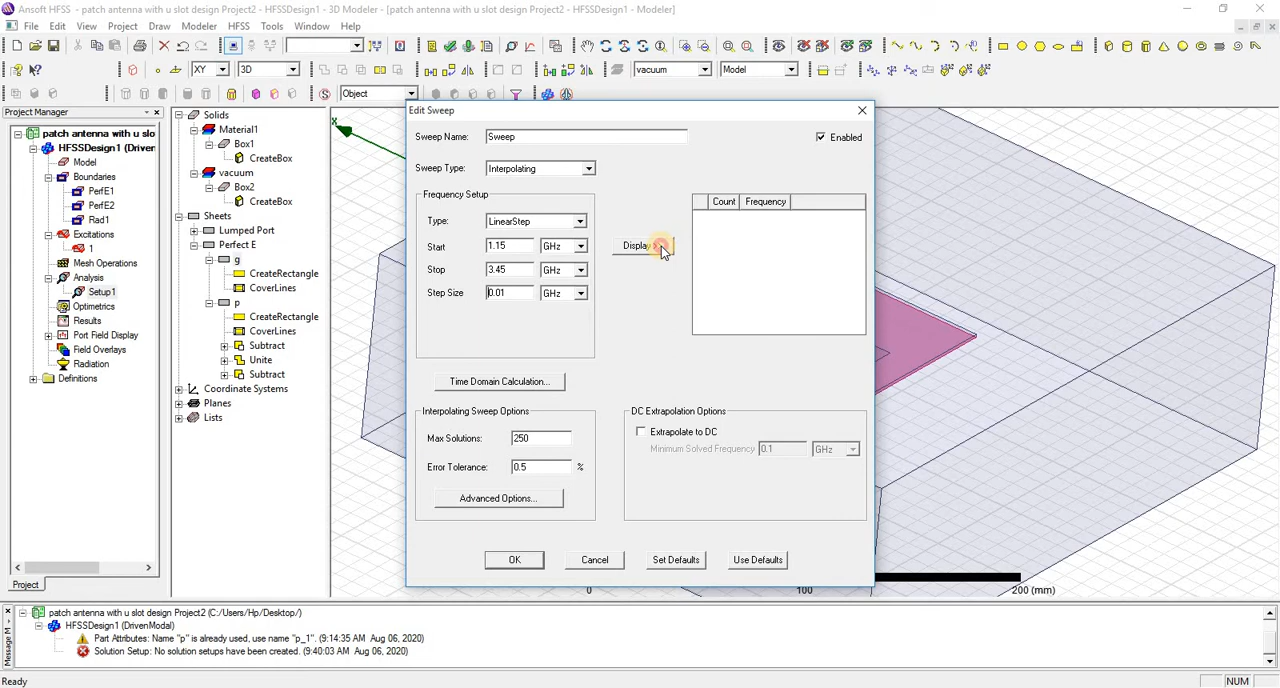 Ansoft HFSS - patch antenna with u slot design Project2 - HFSSDesign1 - 3D Modeler - [patch antenna with u slot design Project2 - HFSSDesign1 - Modeler]
File Edit View Project Draw Modeler HFSS Tools Window Help
XY 3D vacuum Model
Object
Project Manager
patch antenna with u slot
HFSSDesign1 (Driven
Model
Boundaries
PerfE1
PerfE2
Rad1
Excitations
1
Mesh Operations
Analysis
Setup1
Optimetrics
Results
Port Field Display
Field Overlays
Radiation
Definitions
Project
Solids
Material1
Box1
CreateBox
vacuum
Box2
CreateBox
Sheets
Lumped Port
Perfect E
g
CreateRectangle
CoverLines
p
CreateRectangle
CoverLines
Subtract
Unite
Subtract
Coordinate Systems
Planes
Lists
X
Edit Sweep
Sweep Name: Sweep
Enabled
Sweep Type: Interpolating
Frequency Setup
Type: LinearStep
Start 1.15 GHz
Stop 3.45 GHz
Step Size 0.01 GHz
Display
Count Frequency
Time Domain Calculation...
Interpolating Sweep Options
Max Solutions: 250
Error Tolerance: 0.5 %
Advanced Options...
DC Extrapolation Options
Extrapolate to DC
Minimum Solved Frequency 0.1 GHz
OK Cancel Set Defaults Use Defaults
0 100 200 (mm)
Message M
patch antenna with u slot design Project2 (C:/Users/Hp/Desktop/)
HFSSDesign1 (DrivenModal)
Part Attributes: Name "p" is already used, use name "p_1". (9:14:35 AM Aug 06, 2020)
Solution Setup: No solution setups have been created. (9:40:03 AM Aug 06, 2020)
Ready
NUM